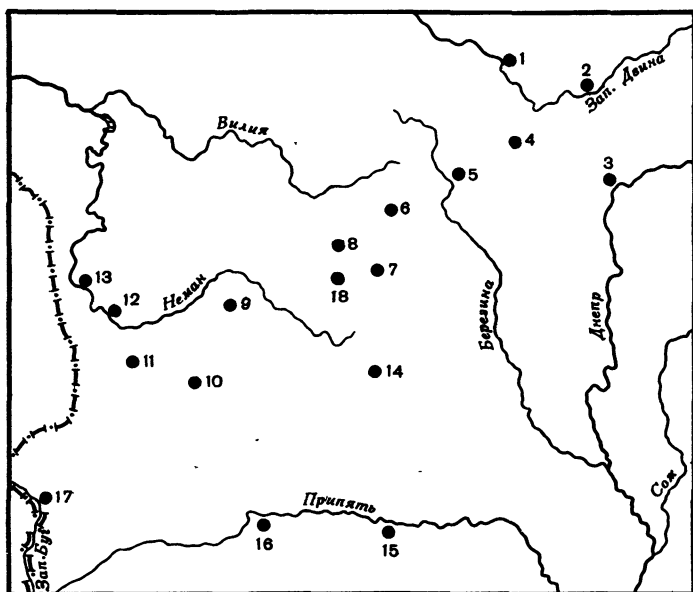 1
2
Зап. Двина
4
3
Вилия
5
6
8
7
18
13
Неман
12
9
Березина
Днепр
11
10
14
17
Зап. Буг
Припять
Сож
16
15